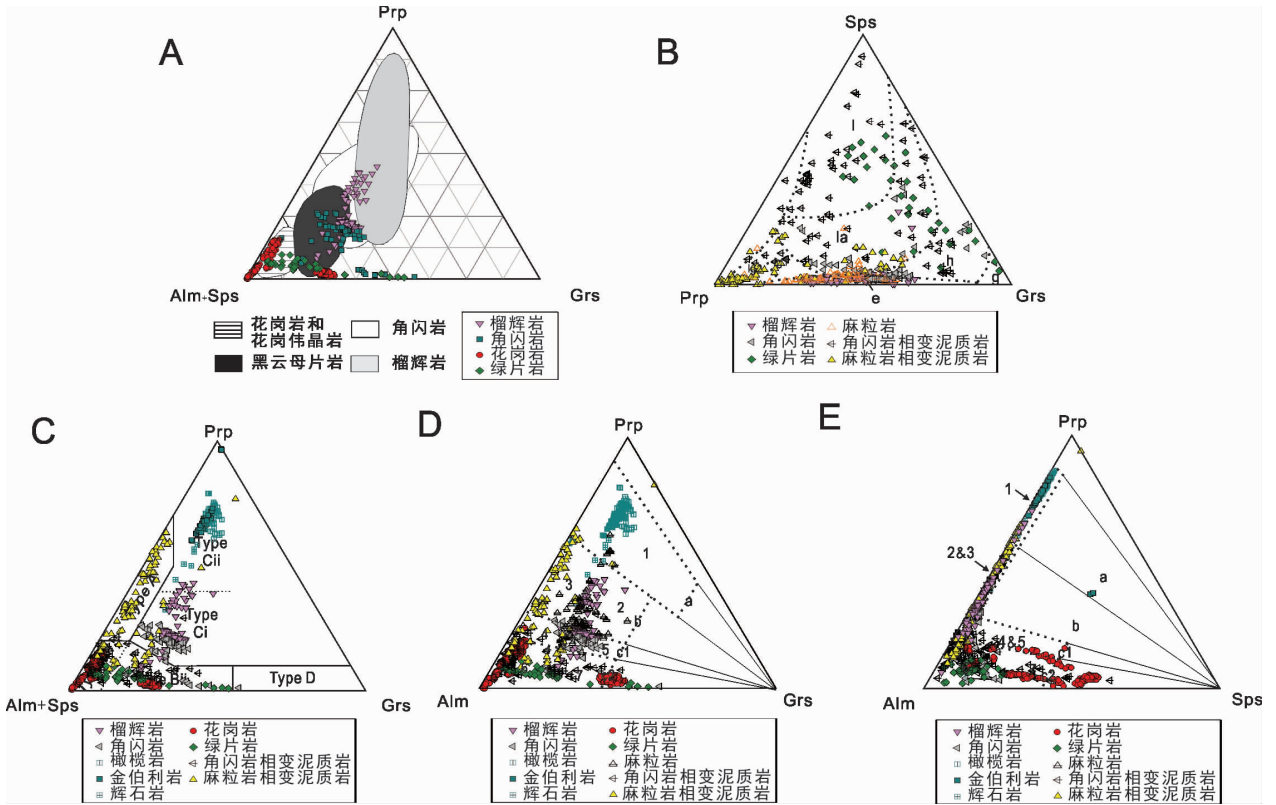 A
Prp
Alm+Sps
Grs
花岗岩和
花岗伟晶岩
角闪岩
黑云母片岩
榴辉岩
榴辉岩
角闪岩
花岗岩
绿片岩
B
Sps
l
la
h
g
e
Prp
Grs
榴辉岩
麻粒岩
角闪岩
角闪岩相变泥质岩
绿片岩
麻粒岩相变泥质岩
C
Prp
Type
Cii
Type
Ci
Type D
Alm+Sps
Grs
榴辉岩
花岗岩
角闪岩
绿片岩
橄榄岩
角闪岩相变泥质岩
金伯利岩
麻粒岩相变泥质岩
辉石岩
D
Prp
1
3
2
a
b
5
c1
Alm
Grs
榴辉岩
花岗岩
角闪岩
绿片岩
橄榄岩
麻粒岩
金伯利岩
角闪岩相变泥质岩
辉石岩
麻粒岩相变泥质岩
E
Prp
1
2&3
a
b
4&5
c1
Alm
Sps
榴辉岩
花岗岩
角闪岩
绿片岩
橄榄岩
麻粒岩
金伯利岩
角闪岩相变泥质岩
辉石岩
麻粒岩相变泥质岩